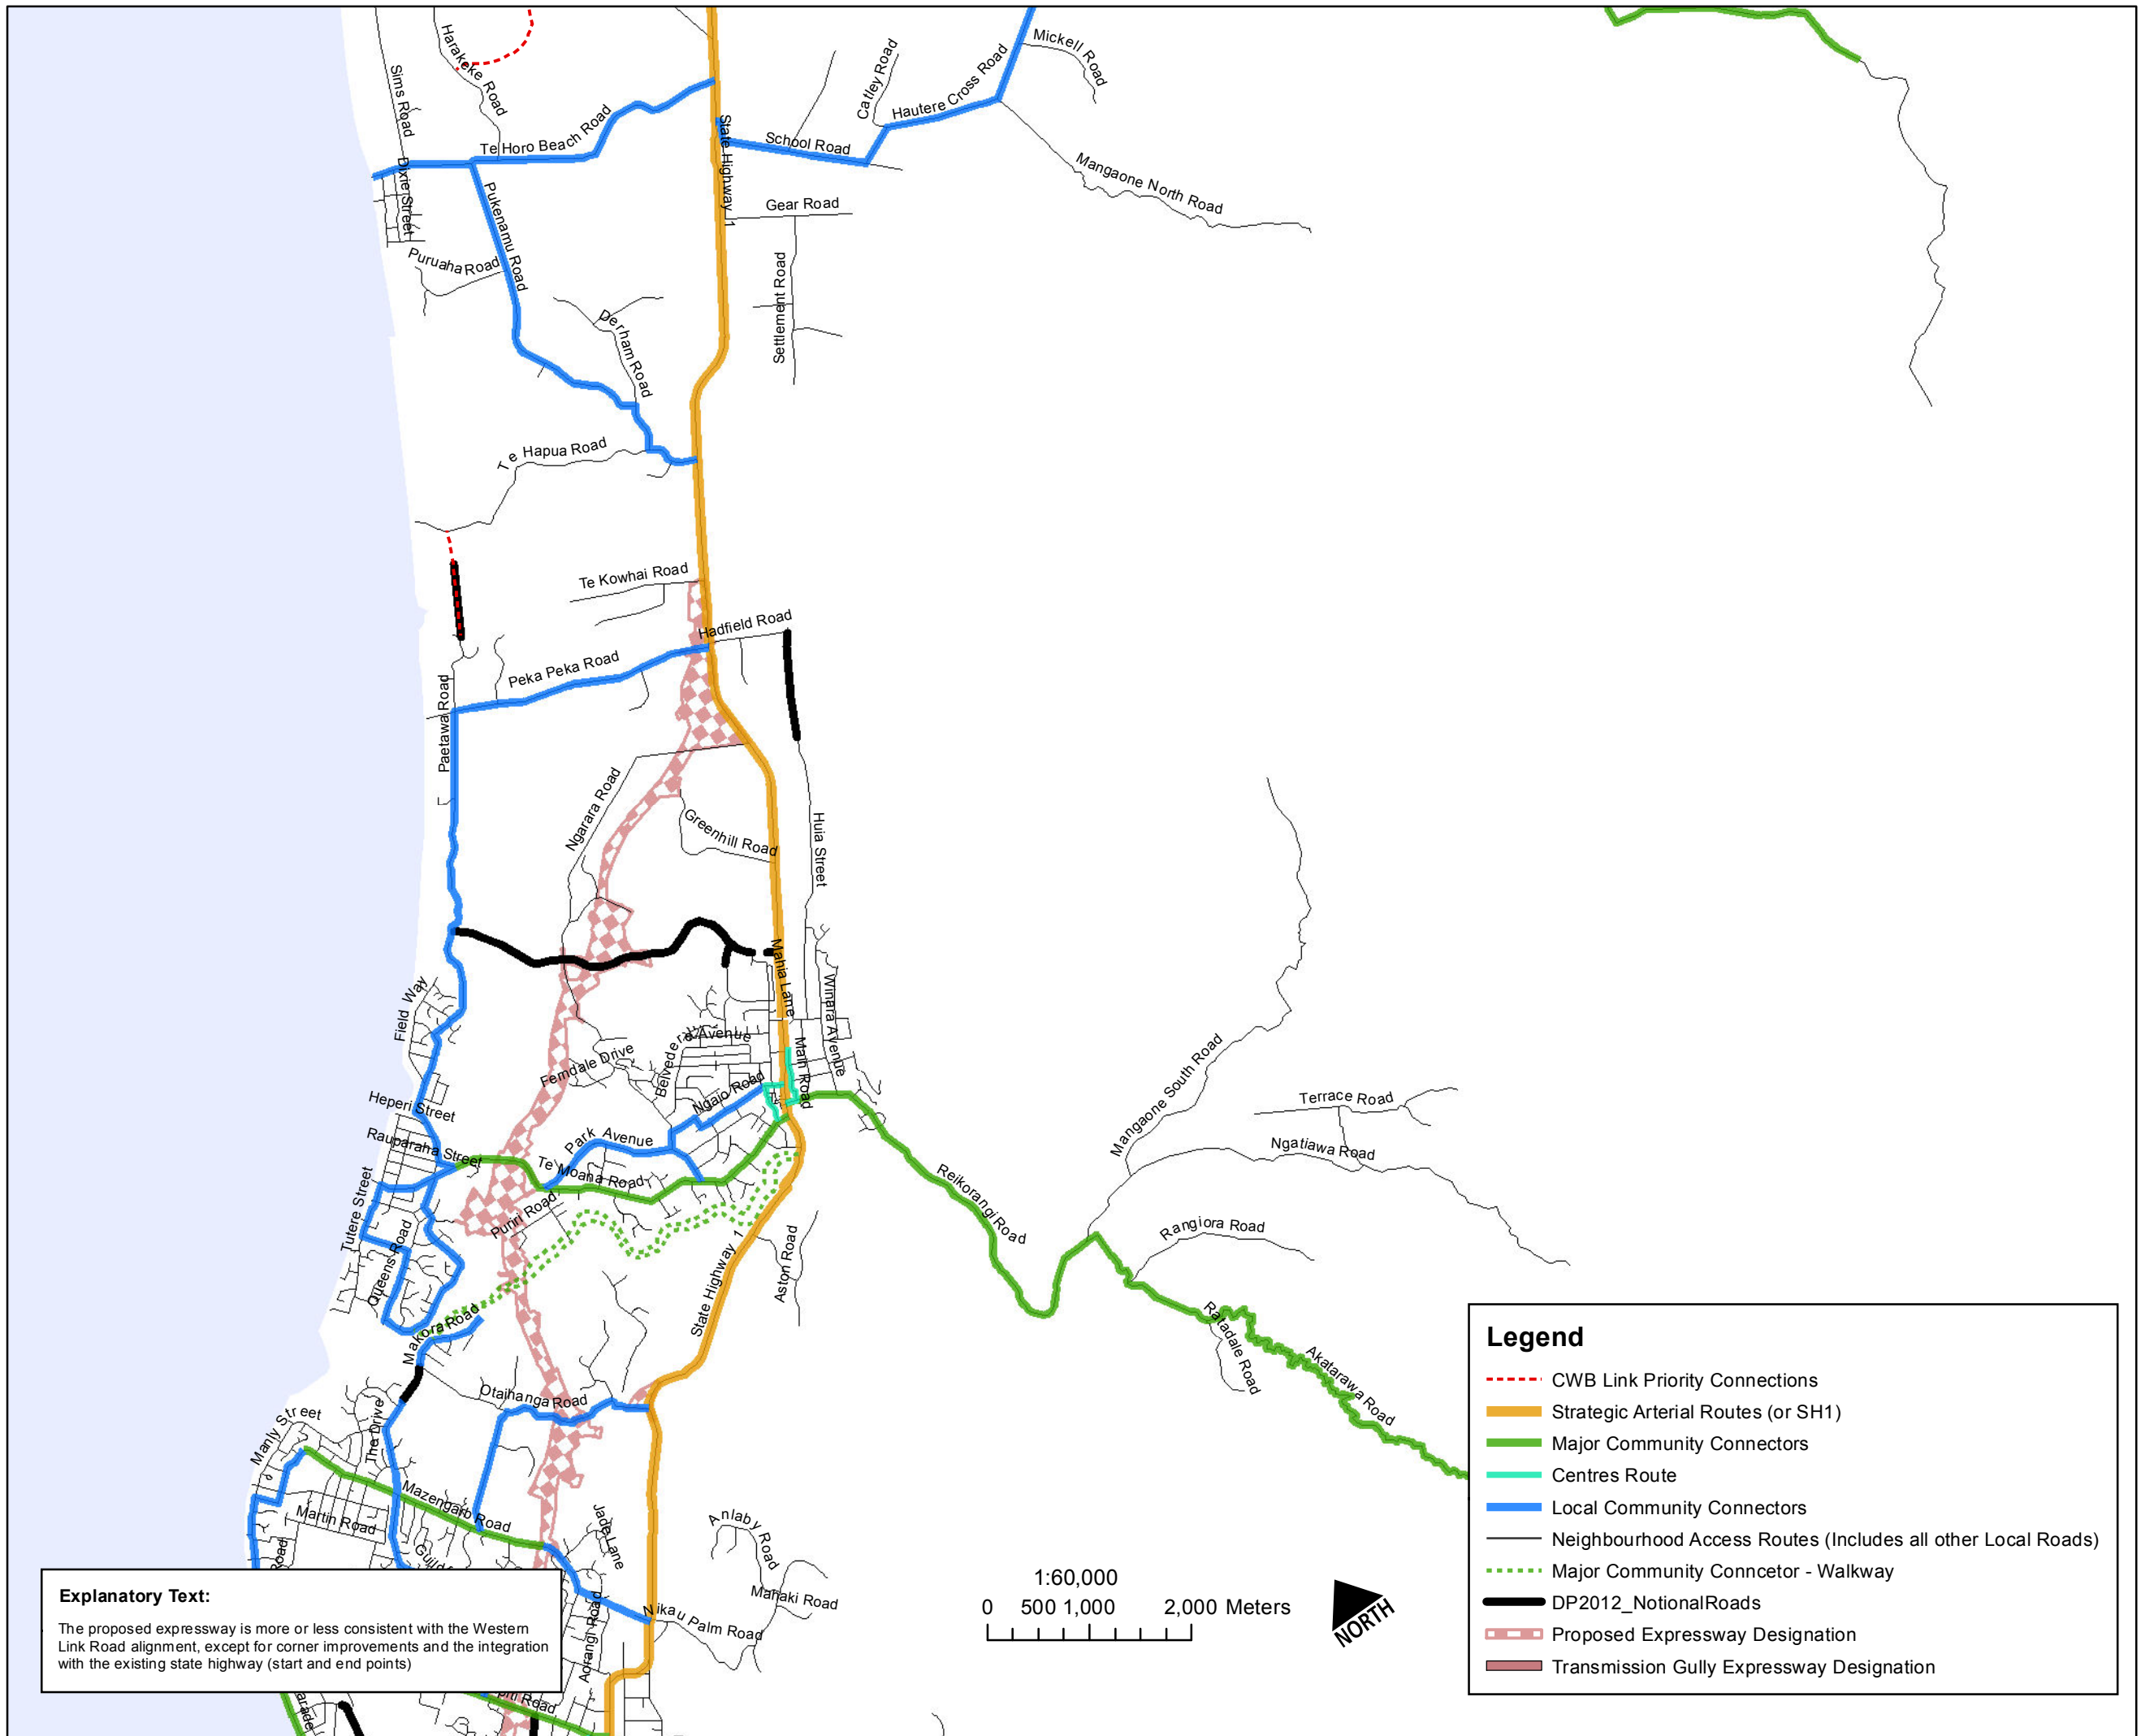 Harakeke Road
Sims Road
Mickell Road
Catley Road
Hautere Cross Road
Te Horo Beach Road
State Highway 1
School Road
Dixie Street
Mangaone North Road
Pukenamu Road
Gear Road
Puruaha Road
Settlement Road
Derham Road
Te Hapua Road
Te Kowhai Road
Hadfield Road
Peka Peka Road
Paetawa Road
Ngarara Road
Greenhill Road
Huia Street
Mahia Lane
Winara Avenue
Field Way
Avenue
Main Road
Ferndale Drive
Ngaio Road
Mangaone South Road
Terrace Road
Heperi Street
Rauparaha Street
Park Avenue
Te Moana Road
Ngatiawa Road
Tutere Street
Puriri Road
Reikorangi Road
Queens Road
Rangiora Road
State Highway 1
Aston Road
Makora Road
Ratadale Road
Akatarawa Road
Otaihanga Road
Manly Street
The Drive
Mazengarb Road
Martin Road
Jade Lane
Anlaby Road
Road
Nikau Palm Road
Aorangi Road
Road
Legend
CWB Link Priority Connections
Strategic Arterial Routes (or SH1)
Major Community Connectors
Centres Route
Local Community Connectors
Neighbourhood Access Routes (Includes all other Local Roads)
Major Community Conncetor - Walkway
DP2012_NotionalRoads
Proposed Expressway Designation
Transmission Gully Expressway Designation
1:60,000
0 500 1,000 2,000 Meters
NORTH
Explanatory Text:
The proposed expressway is more or less consistent with the Western
Link Road alignment, except for corner improvements and the integration
with the existing state highway (start and end points)